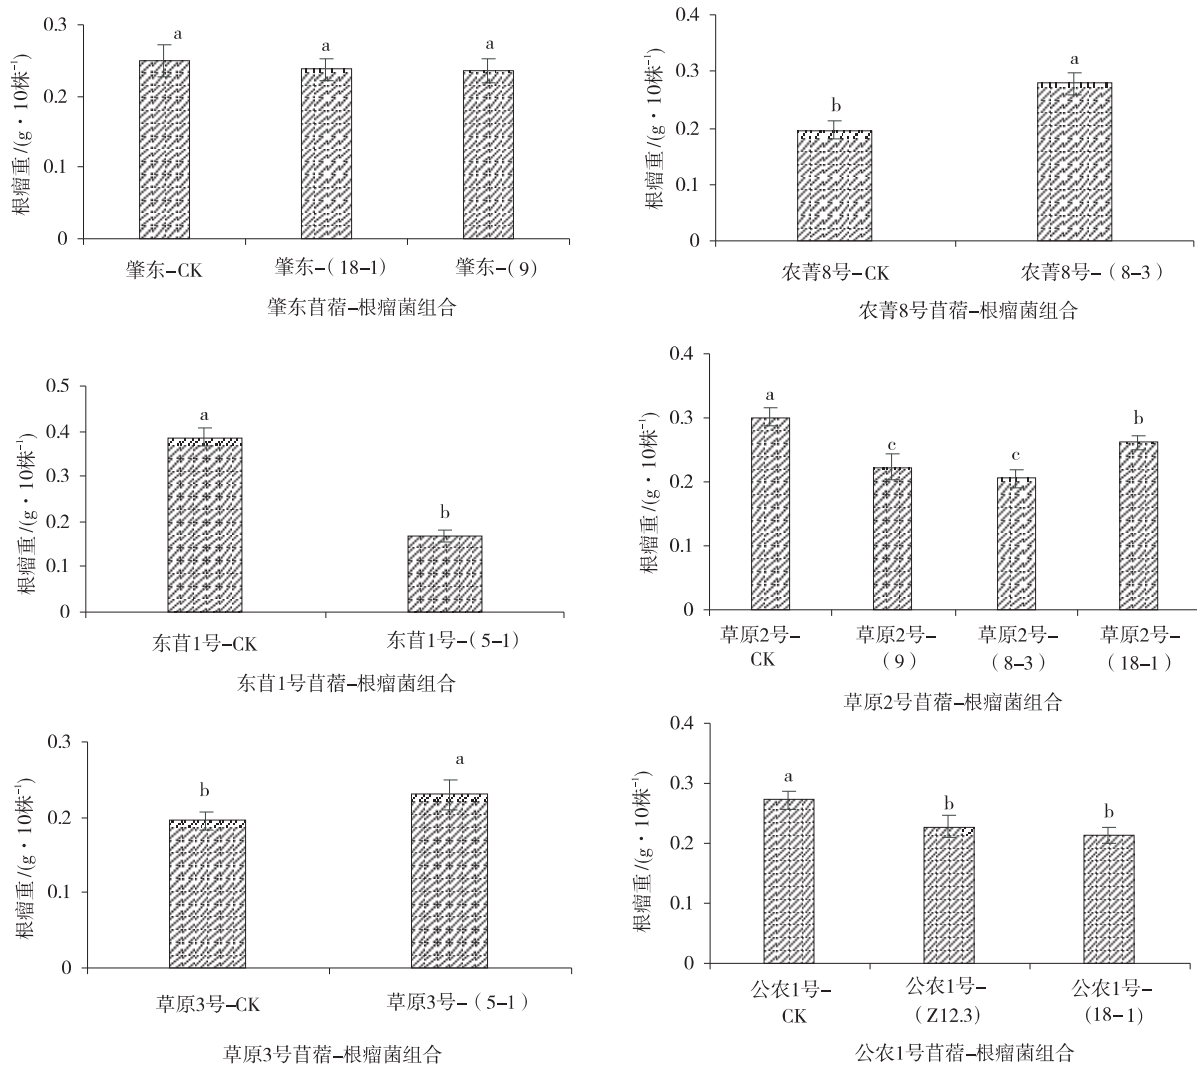 根瘤重/(g·10株⁻¹)
0.3
0.2
0.1
0
a
a
a
肇东-CK
肇东-(18-1)
肇东-(9)
肇东苜蓿-根瘤菌组合
根瘤重/(g·10株⁻¹)
0.4
0.3
0.2
0.1
0
b
a
农菁8号-CK
农菁8号-(8-3)
农菁8号苜蓿-根瘤菌组合
根瘤重/(g·10株⁻¹)
0.5
0.4
0.3
0.2
0.1
0
a
b
东苜1号-CK
东苜1号-(5-1)
东苜1号苜蓿-根瘤菌组合
根瘤重/(g·10株⁻¹)
0.4
0.3
0.2
0.1
0
a
c
c
b
草原2号-
CK
草原2号-
(9)
草原2号-
(8-3)
草原2号-
(18-1)
草原2号苜蓿-根瘤菌组合
根瘤重/(g·10株⁻¹)
0.3
0.2
0.1
0
b
a
草原3号-CK
草原3号-(5-1)
草原3号苜蓿-根瘤菌组合
根瘤重/(g·10株⁻¹)
0.4
0.3
0.2
0.1
0
a
b
b
公农1号-
CK
公农1号-
(Z12.3)
公农1号-
(18-1)
公农1号苜蓿-根瘤菌组合